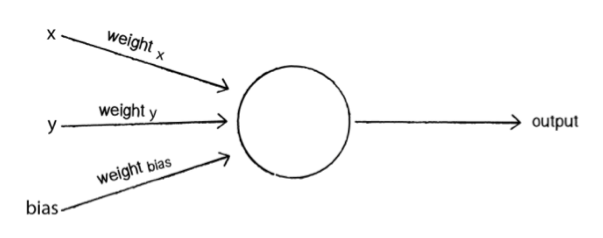 x
weight x
y
weight y
bias
weight bias
output